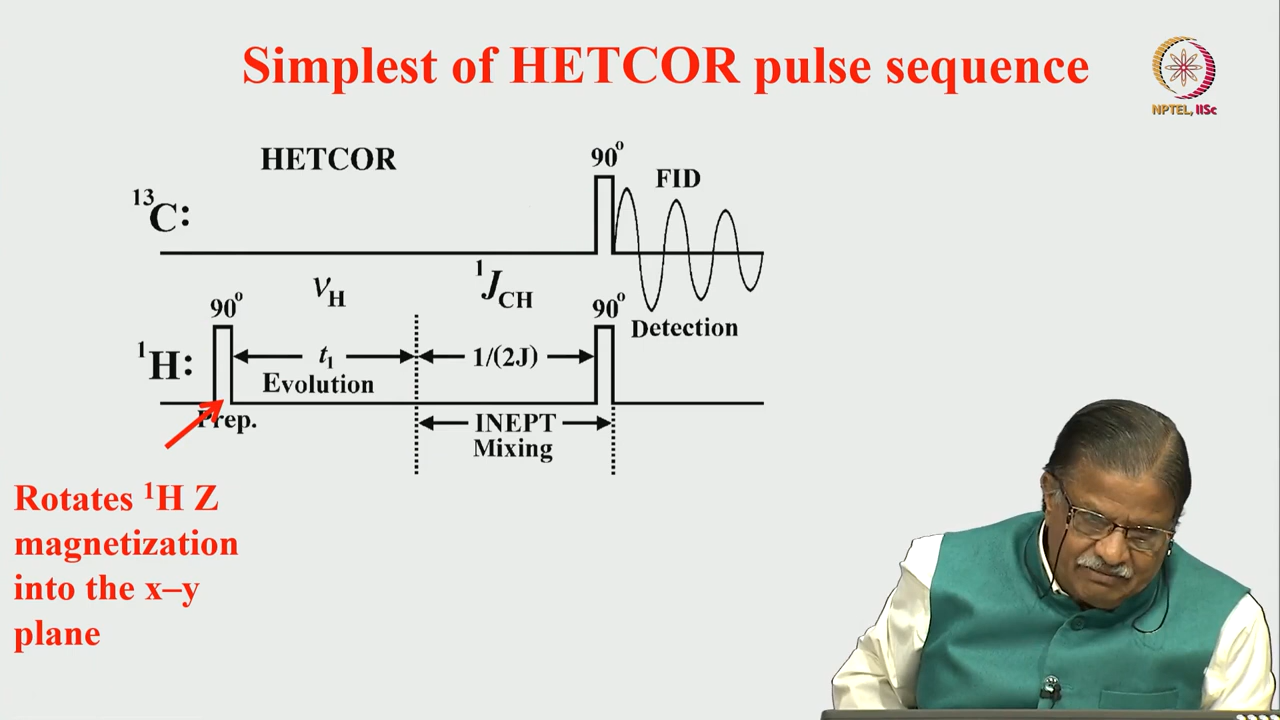 Simplest of HETCOR pulse sequence
NPTEL, IISc
HETCOR
90°
FID
¹³C:
νH
¹JCH
90°
90°
Detection
¹H:
t₁
1/(2J)
Evolution
Prep.
INEPT
Mixing
Rotates ¹H Z
magnetization
into the x–y
plane